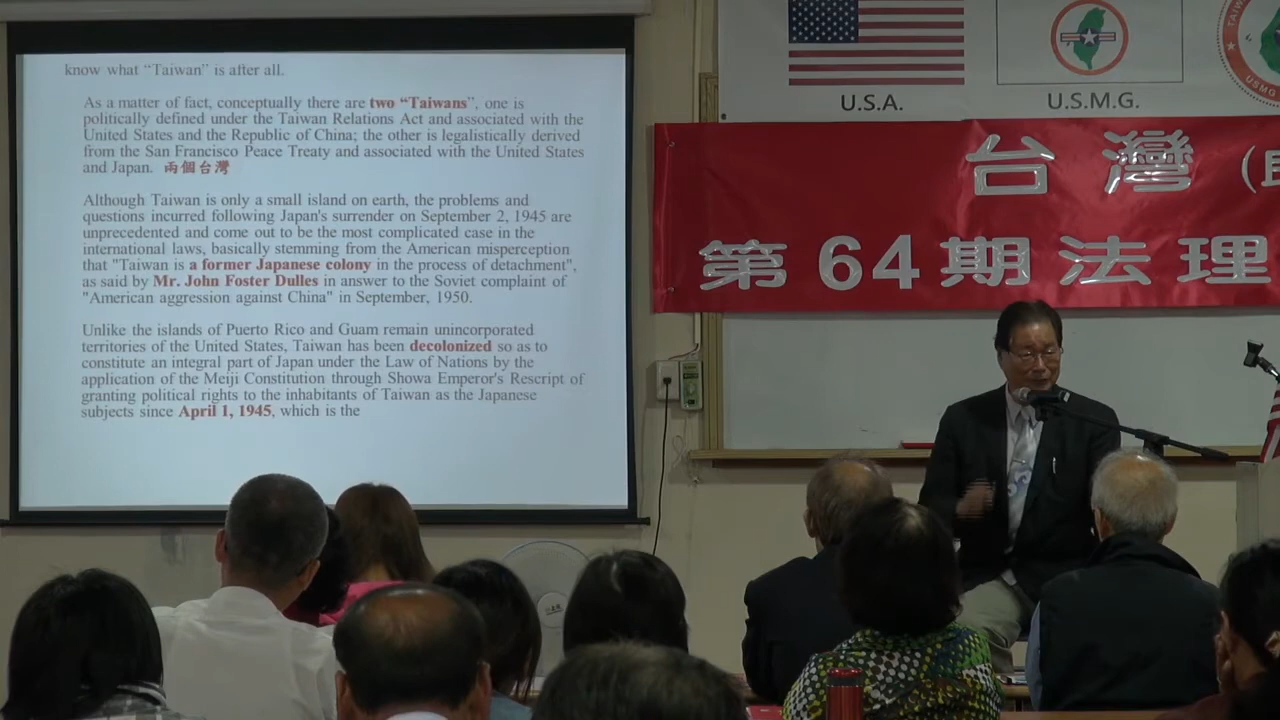 know what “Taiwan” is after all.
As a matter of fact, conceptually there are two “Taiwans”, one is
politically defined under the Taiwan Relations Act and associated with the
United States and the Republic of China; the other is legalistically derived
from the San Francisco Peace Treaty and associated with the United States
and Japan. 兩個台灣
Although Taiwan is only a small island on earth, the problems and
questions incurred following Japan's surrender on September 2, 1945 are
unprecedented and come out to be the most complicated case in the
international laws, basically stemming from the American misperception
that "Taiwan is a former Japanese colony in the process of detachment",
as said by Mr. John Foster Dulles in answer to the Soviet complaint of
"American aggression against China" in September, 1950.
Unlike the islands of Puerto Rico and Guam remain unincorporated
territories of the United States, Taiwan has been decolonized so as to
constitute an integral part of Japan under the Law of Nations by the
application of the Meiji Constitution through Showa Emperor's Rescript of
granting political rights to the inhabitants of Taiwan as the Japanese
subjects since April 1, 1945, which is the
U.S.A.
U.S.M.G.
台灣(
第64期法理